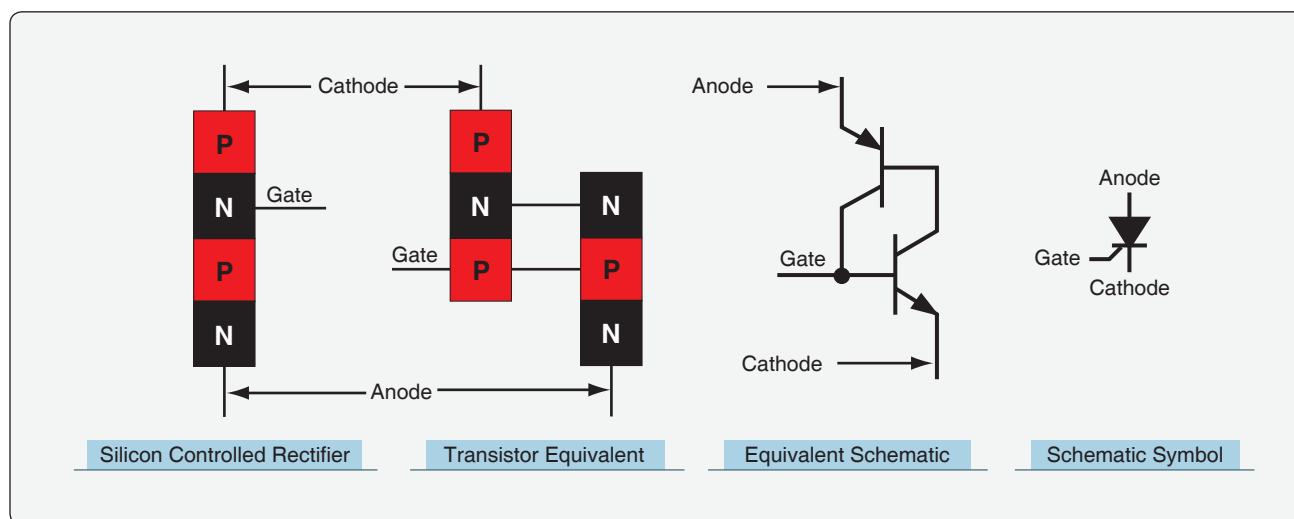 Cathode
P
N
P
N
Gate
P
N
P
Gate
N
P
N
Anode
Silicon Controlled Rectifier
Transistor Equivalent
Anode
Gate
Cathode
Equivalent Schematic
Anode
Gate
Cathode
Schematic Symbol